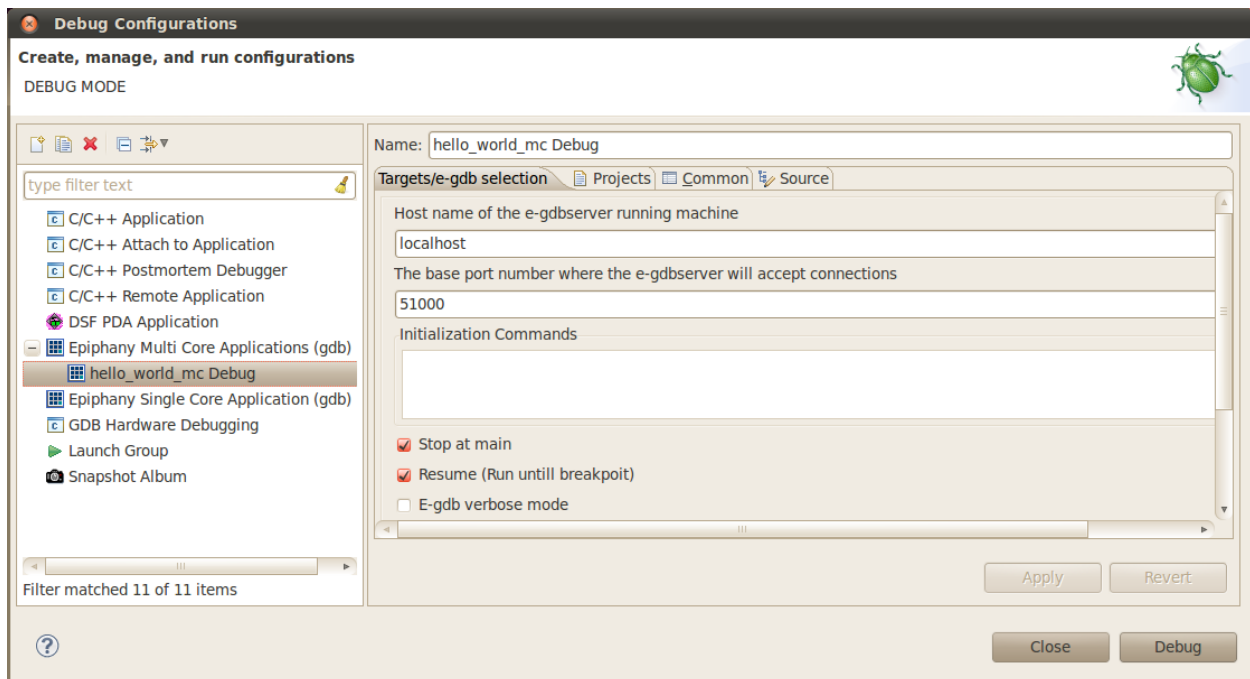 Debug Configurations
Create, manage, and run configurations
DEBUG MODE
type filter text
C/C++ Application
C/C++ Attach to Application
C/C++ Postmortem Debugger
C/C++ Remote Application
DSF PDA Application
Epiphany Multi Core Applications (gdb)
hello_world_mc Debug
Epiphany Single Core Application (gdb)
GDB Hardware Debugging
Launch Group
Snapshot Album
Filter matched 11 of 11 items
Name: hello_world_mc Debug
Targets/e-gdb selection Projects Common Source
Host name of the e-gdbserver running machine
localhost
The base port number where the e-gdbserver will accept connections
51000
Initialization Commands
Stop at main
Resume (Run untill breakpoit)
E-gdb verbose mode
Apply Revert
? Close Debug